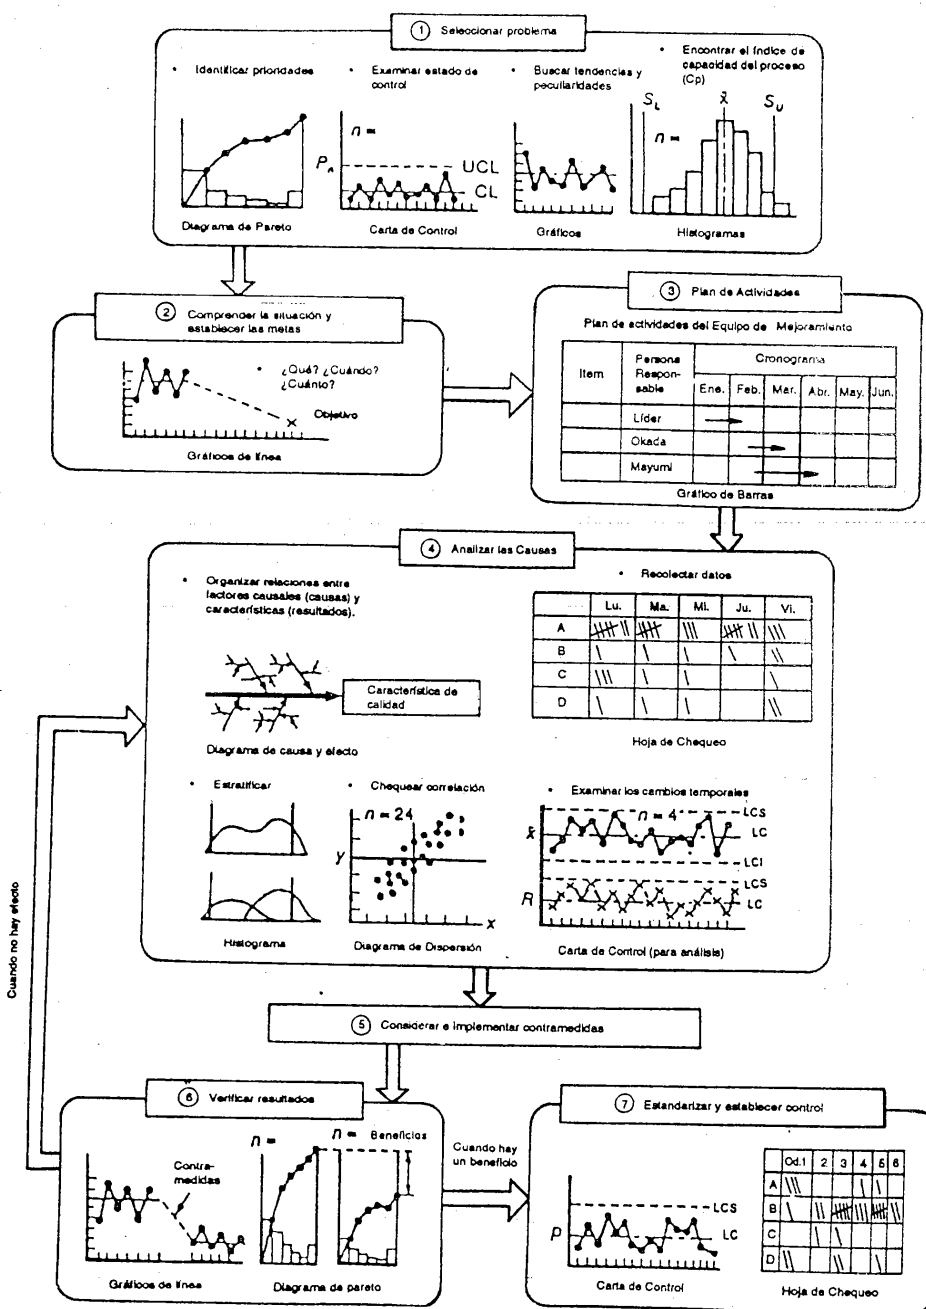 1 Seleccionar problema
• Identificar prioridades
• Examinar estado de
control
• Buscar tendencias y
peculiaridades
• Encontrar el índice de
capacidad del proceso
(Cp)
n =
Pn
UCL
CL
n =
S_L
x̄
S_U
Diagrama de Pareto
Carta de Control
Gráficos
Histogramas
2 Comprender la situación y
establecer las metas
• ¿Qué? ¿Cuándo?
¿Cuánto?
Objetivo
Gráficos de línea
3 Plan de Actividades
Plan de actividades del Equipo de Mejoramiento
Item
Persona
Respon-
sable
Cronograma
Ene. Feb. Mar. Abr. May. Jun.
Líder
Okada
Mayumi
Gráfico de Barras
4 Analizar las Causas
• Organizar relaciones entre
factores causales (causas) y
características (resultados).
Característica de
calidad
Diagrama de causa y efecto
• Recolectar datos
Lu. Ma. Mi. Ju. Vi.
A
B
C
D
Hoja de Chequeo
• Estratificar
Histograma
• Chequear correlación
n = 24
y
x
Diagrama de Dispersión
• Examinar los cambios temporales
n = 4
x̄
LCS
LC
LCI
R
LCS
LC
Carta de Control (para análisis)
Cuando no hay efecto
5 Considerar e implementar contramedidas
6 Verificar resultados
Contra-
medidas
n =
n =
Beneficios
Gráficos de línea
Diagrama de pareto
Cuando hay
un beneficio
7 Estandarizar y establecer control
P
LCS
LC
Carta de Control
Od.1 2 3 4 5 6
A
B
C
D
Hoja de Chequeo